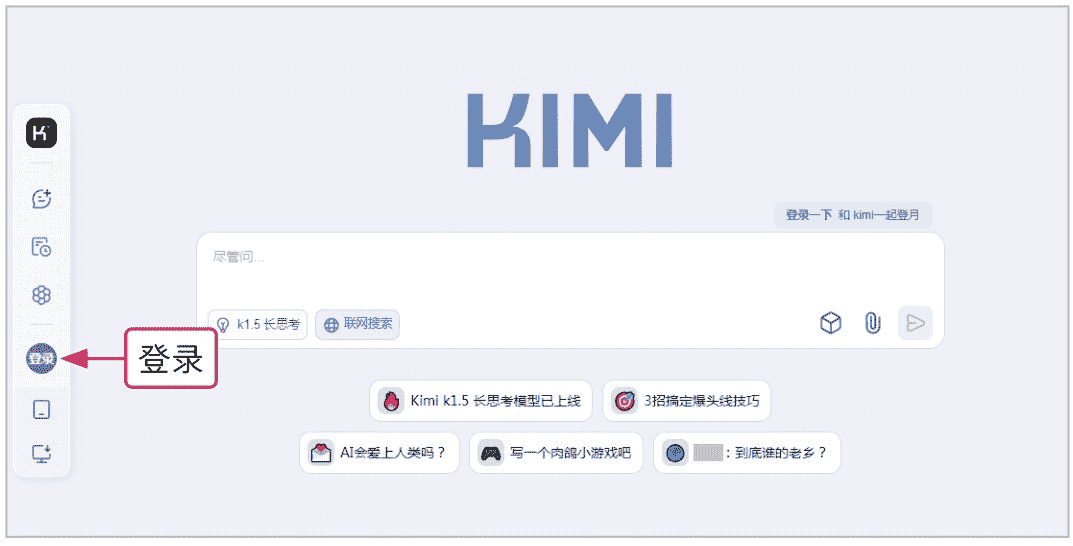 KIMI
登录一下 和 kimi一起登月
尽管问...
k1.5 长思考
联网搜索
登录
登录
Kimi k1.5 长思考模型已上线
3招搞定爆头线技巧
AI会爱上人类吗？
写一个肉鸽小游戏吧
：到底谁的老乡？